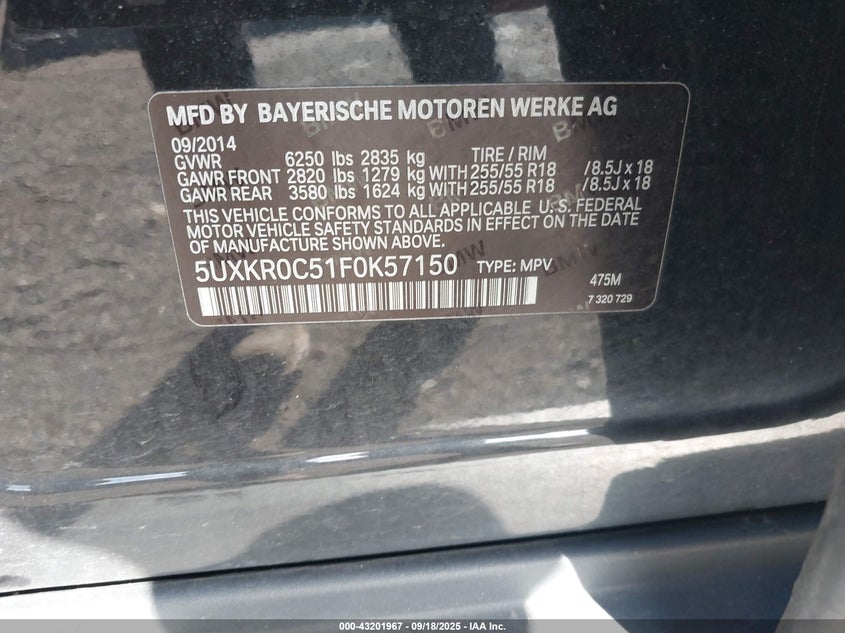 MFD BY BAYERISCHE MOTOREN WERKE AG
09/2014
GVWR 6250 lbs 2835 kg TIRE / RIM
GAWR FRONT 2820 lbs 1279 kg WITH 255/55 R18 /8.5J x 18
GAWR REAR 3580 lbs 1624 kg WITH 255/55 R18 /8.5J x 18
THIS VEHICLE CONFORMS TO ALL APPLICABLE U.S. FEDERAL
MOTOR VEHICLE SAFETY STANDARDS IN EFFECT ON THE DATE
OF MANUFACTURE SHOWN ABOVE.
5UXKR0C51F0K57150 TYPE: MPV 475M
7 320 729
000-43201967 - 09/18/2025 - IAA Inc.